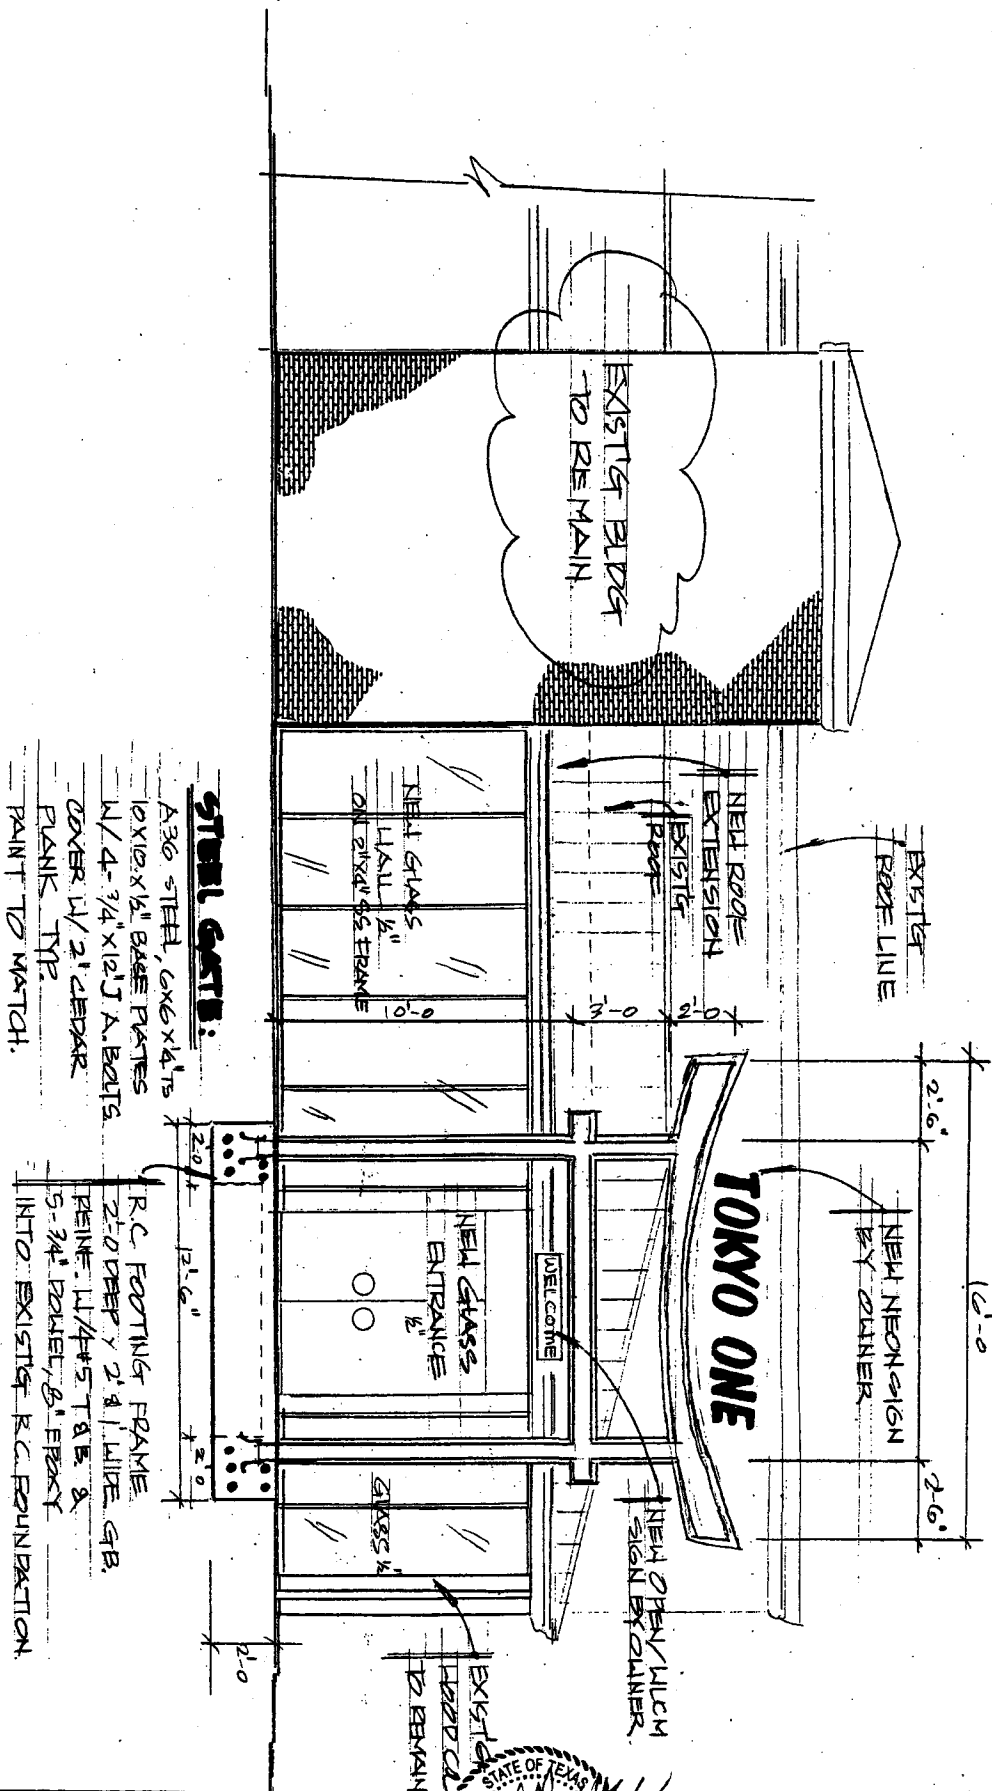 EXIST'G
ROOF LINE
NEW ROOF
EXTENSION
EXIST'G
ROOF
EXIST'G BLDG
TO REMAIN
NEW GLASS
WALL 1/2"
ON 2"X4" SS FRAME
10'-0
3'-0
2'-0
2'-6"
16'-0
2'-6"
NEW NEON SIGN
BY OWNER
TOKYO ONE
WELCOME
NEW OPEN/WLCM
SIGN BY OWNER
NEW GLASS
ENTRANCE
1/2"
GLASS 1/2"
EXIST'G
TO REMAIN
STATE OF TEXAS
2'-0
12'-6"
2'-0
2'-0
STEEL GATE:
A36 STEEL, 6X6X1/4 TS
10X10X1/2" BASE PLATES
W/4-3/4"X12" J A. BOLTS
COVER W/ 2" CEDAR
PLANK TYP.
PAINT TO MATCH.
R.C. FOOTING FRAME
2'-0 DEEP X 2' & 1' WIDE GB.
REINF. W/4#5 T & B &
5-3/4" DOWEL, 8" EPOXY
INTO EXIST'G R.C. FOUNDATION.